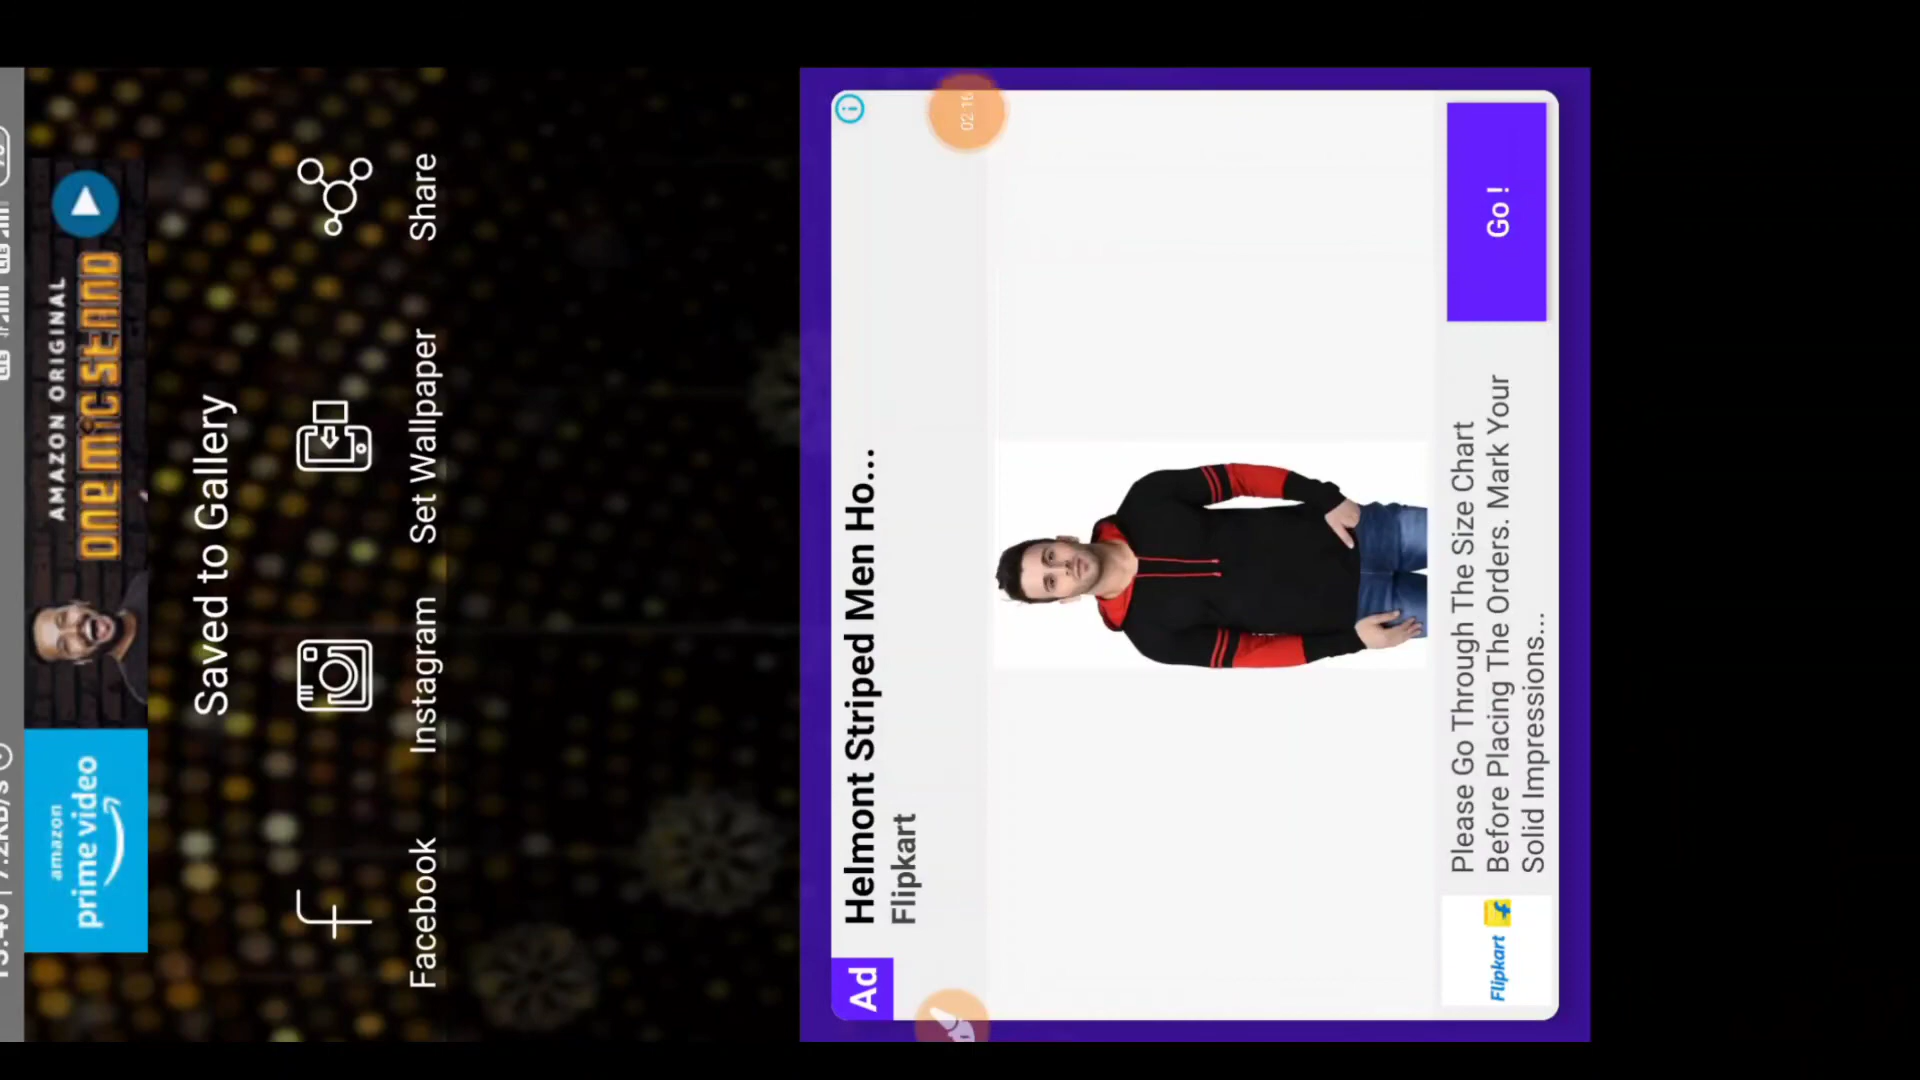 amazon
prime video
AMAZON ORIGINAL
one mic stand
Saved to Gallery
Facebook
Instagram
Set Wallpaper
Share
Ad
Helmont Striped Men Ho...
Flipkart
02:16
Flipkart
Please Go Through The Size Chart
Before Placing The Orders. Mark Your
Solid Impressions...
Go !